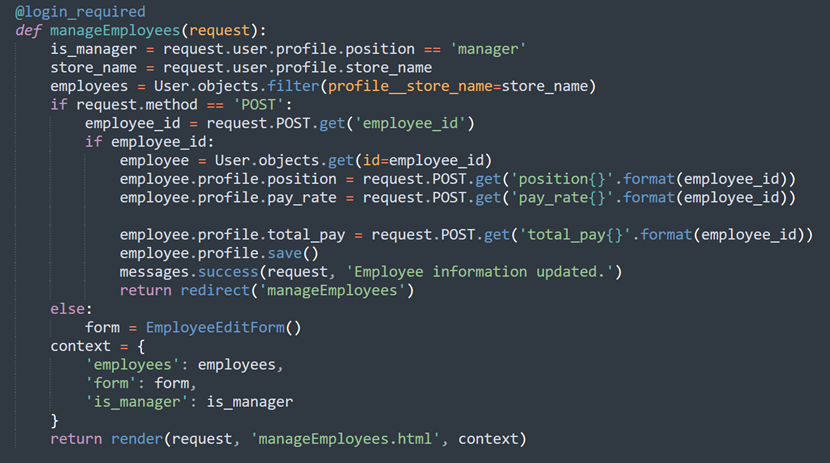 @login_required
def manageEmployees(request):
    is_manager = request.user.profile.position == 'manager'
    store_name = request.user.profile.store_name
    employees = User.objects.filter(profile__store_name=store_name)
    if request.method == 'POST':
        employee_id = request.POST.get('employee_id')
        if employee_id:
            employee = User.objects.get(id=employee_id)
            employee.profile.position = request.POST.get('position{}'.format(employee_id))
            employee.profile.pay_rate = request.POST.get('pay_rate{}'.format(employee_id))

            employee.profile.total_pay = request.POST.get('total_pay{}'.format(employee_id))
            employee.profile.save()
            messages.success(request, 'Employee information updated.')
            return redirect('manageEmployees')
    else:
        form = EmployeeEditForm()
    context = {
        'employees': employees,
        'form': form,
        'is_manager': is_manager
    }
    return render(request, 'manageEmployees.html', context)